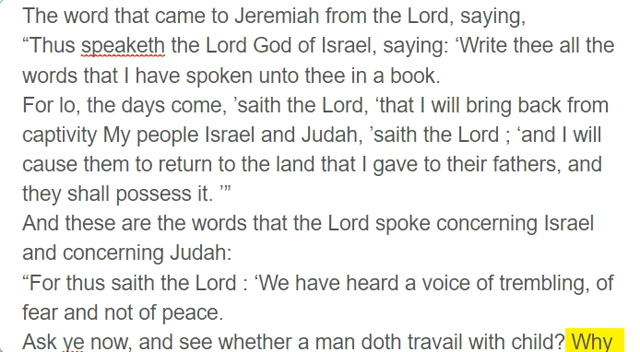 The word that came to Jeremiah from the Lord, saying,
“Thus speaketh the Lord God of Israel, saying: ‘Write thee all the
words that I have spoken unto thee in a book.
For lo, the days come, ’saith the Lord, ‘that I will bring back from
captivity My people Israel and Judah, ’saith the Lord ; ‘and I will
cause them to return to the land that I gave to their fathers, and
they shall possess it. ’”
And these are the words that the Lord spoke concerning Israel
and concerning Judah:
“For thus saith the Lord : ‘We have heard a voice of trembling, of
fear and not of peace.
Ask ye now, and see whether a man doth travail with child? Why